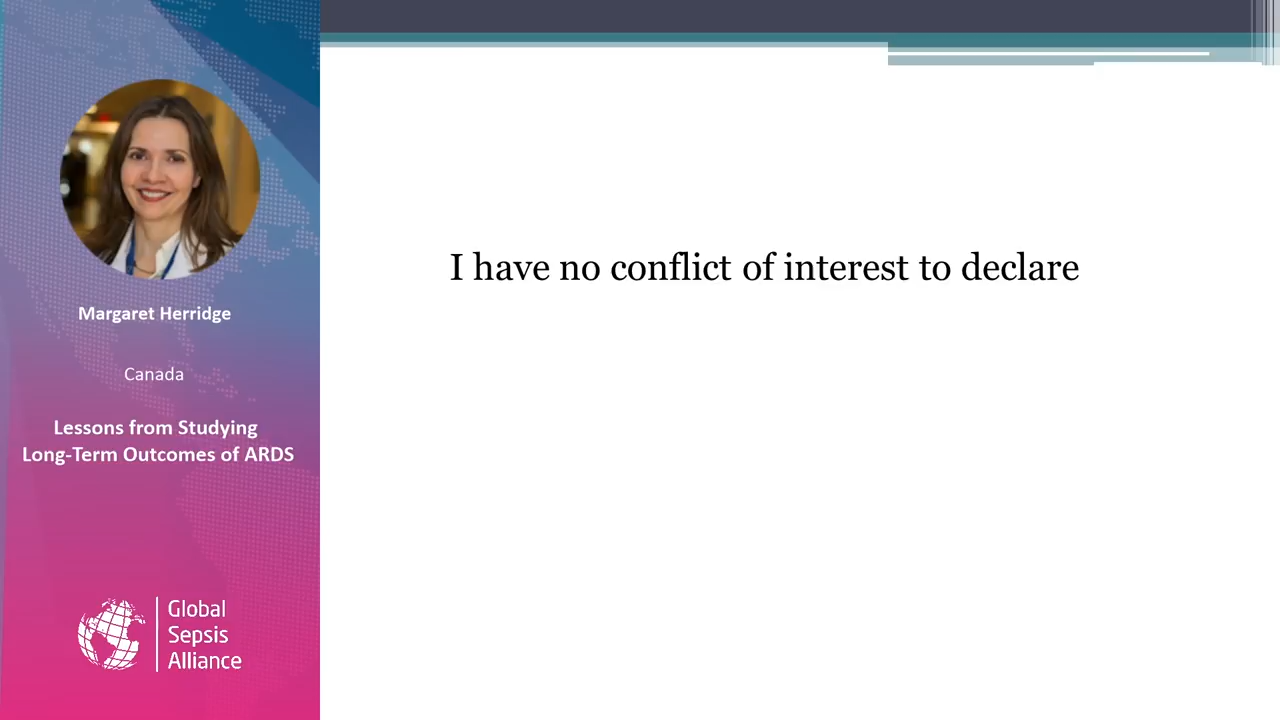 Margaret Herridge
Canada
Lessons from Studying
Long-Term Outcomes of ARDS
Global
Sepsis
Alliance
I have no conflict of interest to declare